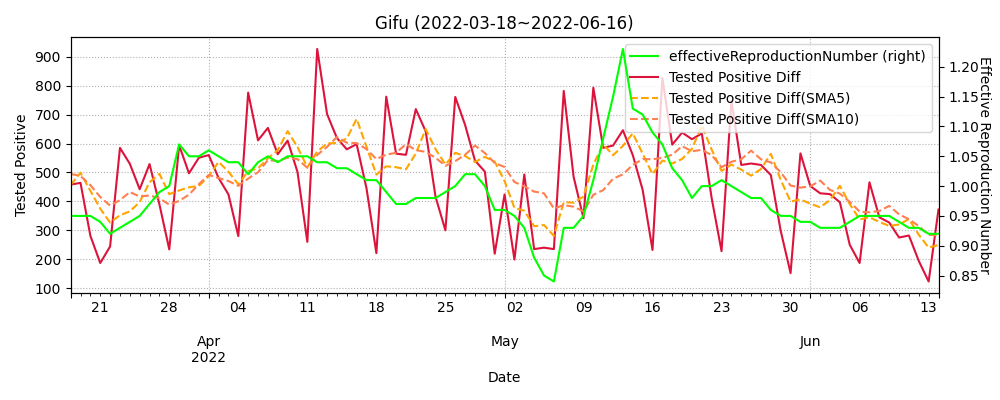 Gifu (2022-03-18~2022-06-16)
effectiveReproductionNumber (right)
Tested Positive Diff
Tested Positive Diff(SMA5)
Tested Positive Diff(SMA10)
Tested Positive
900
800
700
600
500
400
300
200
100
1.20
1.15
1.10
1.05
1.00
0.95
0.90
0.85
Effective Reproduction Number
21 28 04 11 18 25 02 09 16 23 30 06 13
Apr May Jun
2022
Date